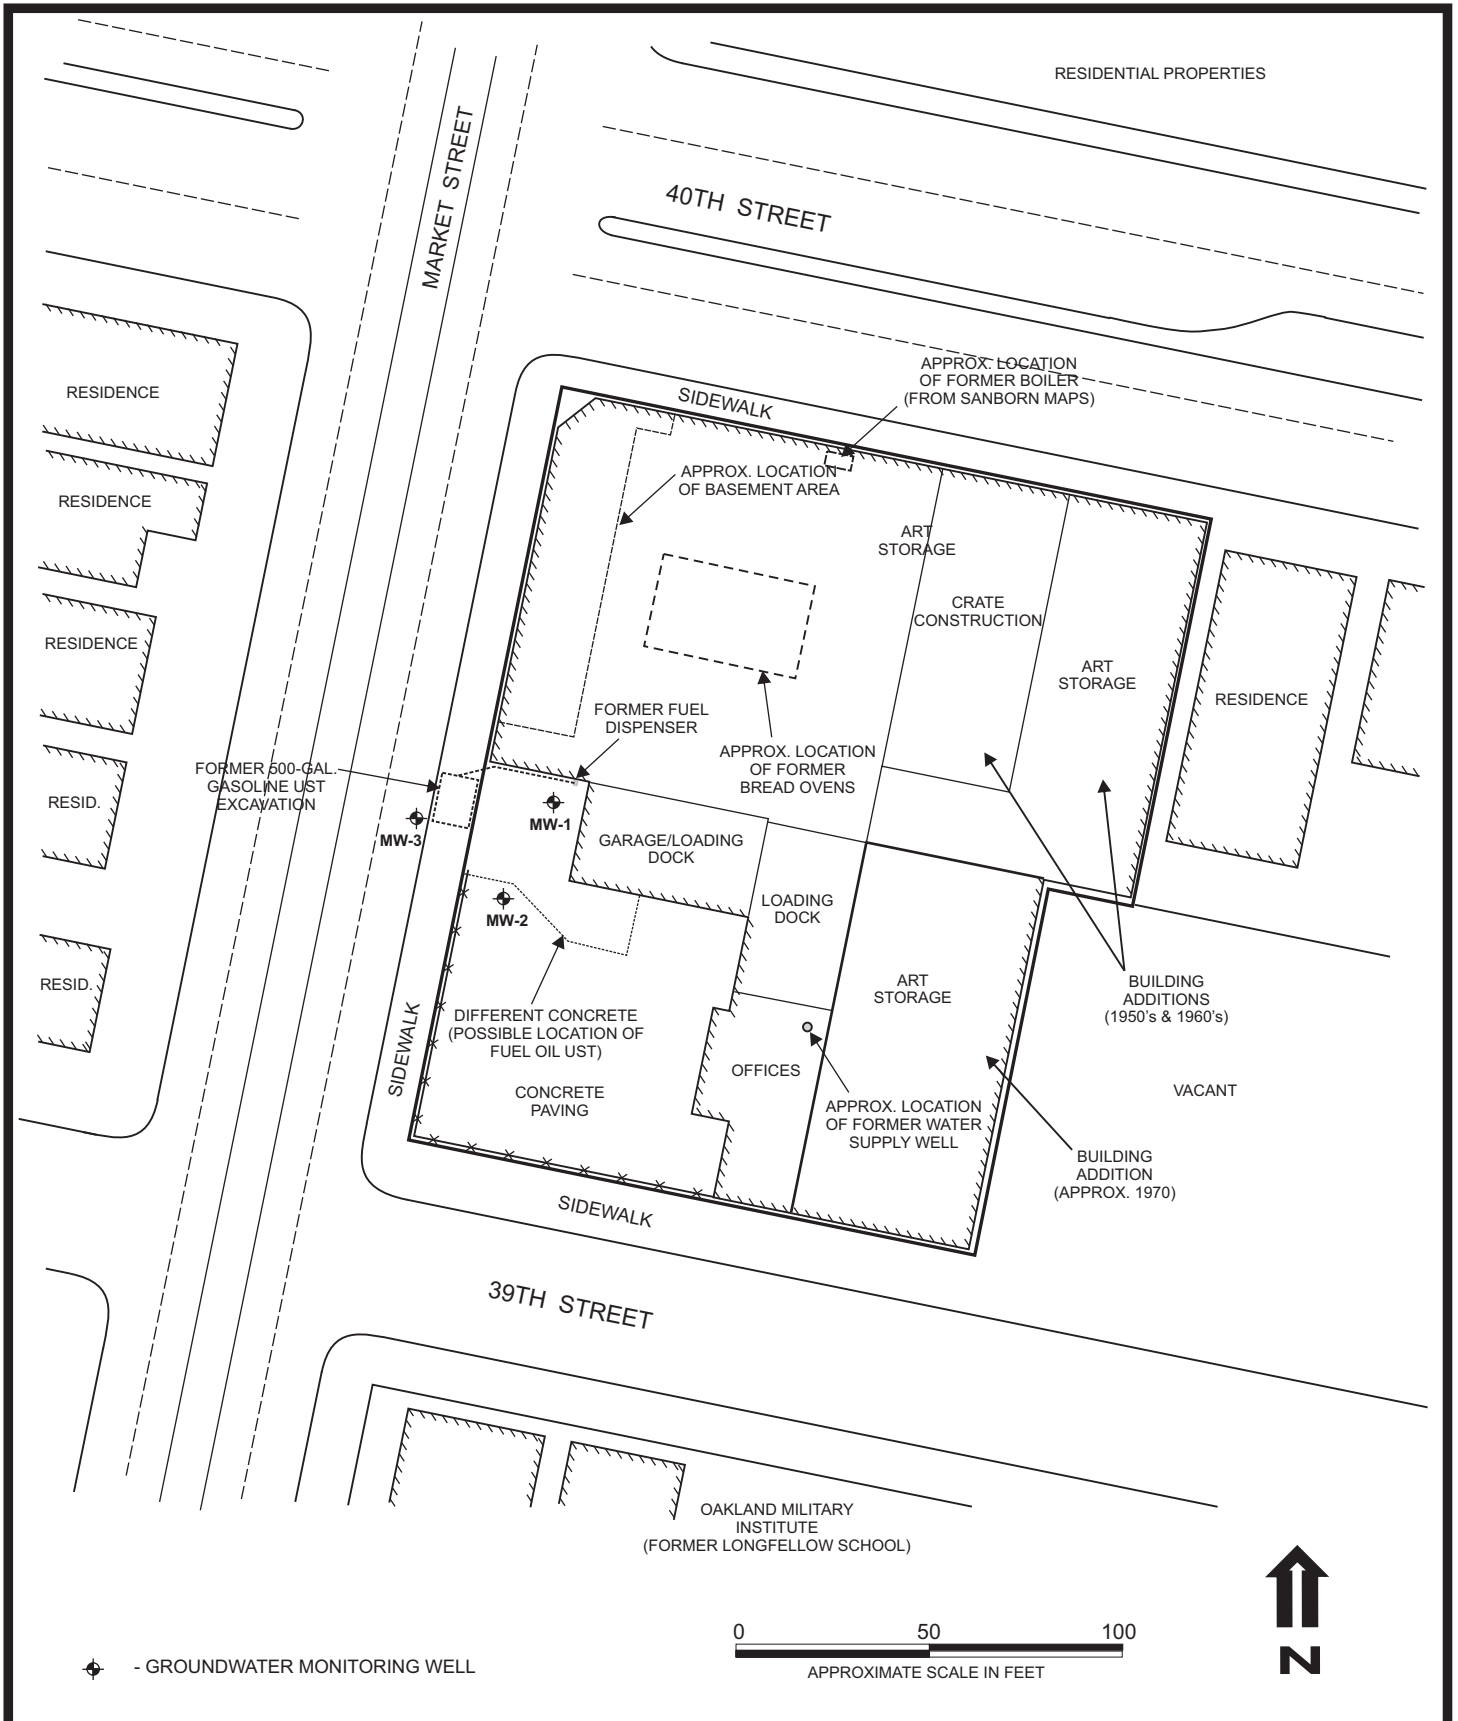 RESIDENTIAL PROPERTIES
MARKET STREET
40TH STREET
APPROX. LOCATION
OF FORMER BOILER
(FROM SANBORN MAPS)
SIDEWALK
RESIDENCE
RESIDENCE
APPROX. LOCATION
OF BASEMENT AREA
ART
STORAGE
CRATE
CONSTRUCTION
RESIDENCE
ART
STORAGE
RESIDENCE
FORMER FUEL
DISPENSER
APPROX. LOCATION
OF FORMER
BREAD OVENS
FORMER 500-GAL.
GASOLINE UST
EXCAVATION
RESID.
MW-3
MW-1
GARAGE/LOADING
DOCK
LOADING
DOCK
MW-2
RESID.
ART
STORAGE
BUILDING
ADDITIONS
(1950's & 1960's)
DIFFERENT CONCRETE
(POSSIBLE LOCATION OF
FUEL OIL UST)
SIDEWALK
OFFICES
CONCRETE
PAVING
VACANT
APPROX. LOCATION
OF FORMER WATER
SUPPLY WELL
BUILDING
ADDITION
(APPROX. 1970)
SIDEWALK
39TH STREET
OAKLAND MILITARY
INSTITUTE
(FORMER LONGFELLOW SCHOOL)
0 50 100
APPROXIMATE SCALE IN FEET
N
- GROUNDWATER MONITORING WELL